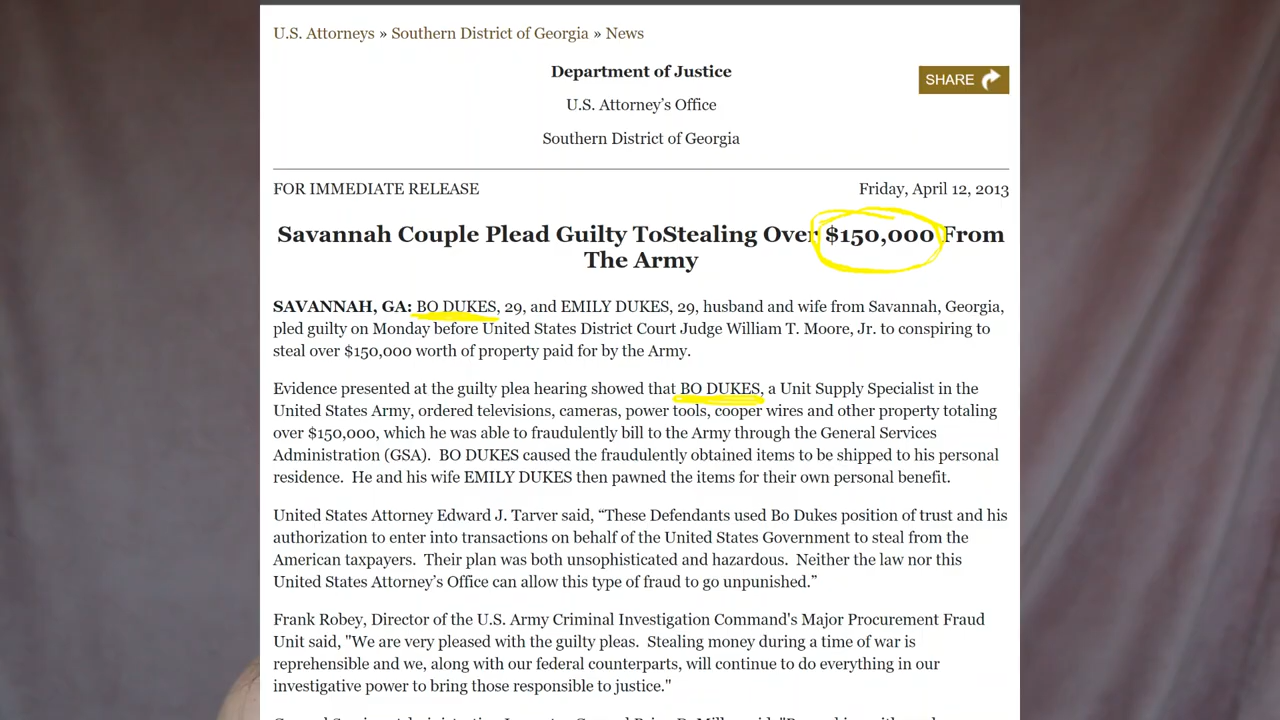 U.S. Attorneys » Southern District of Georgia » News
Department of Justice
SHARE
U.S. Attorney’s Office
Southern District of Georgia
FOR IMMEDIATE RELEASE Friday, April 12, 2013
Savannah Couple Plead Guilty ToStealing Over $150,000 From
The Army
SAVANNAH, GA: BO DUKES, 29, and EMILY DUKES, 29, husband and wife from Savannah, Georgia,
pled guilty on Monday before United States District Court Judge William T. Moore, Jr. to conspiring to
steal over $150,000 worth of property paid for by the Army.
Evidence presented at the guilty plea hearing showed that BO DUKES, a Unit Supply Specialist in the
United States Army, ordered televisions, cameras, power tools, cooper wires and other property totaling
over $150,000, which he was able to fraudulently bill to the Army through the General Services
Administration (GSA).  BO DUKES caused the fraudulently obtained items to be shipped to his personal
residence.  He and his wife EMILY DUKES then pawned the items for their own personal benefit.
United States Attorney Edward J. Tarver said, “These Defendants used Bo Dukes position of trust and his
authorization to enter into transactions on behalf of the United States Government to steal from the
American taxpayers.  Their plan was both unsophisticated and hazardous.  Neither the law nor this
United States Attorney’s Office can allow this type of fraud to go unpunished.”
Frank Robey, Director of the U.S. Army Criminal Investigation Command's Major Procurement Fraud
Unit said, "We are very pleased with the guilty pleas.  Stealing money during a time of war is
reprehensible and we, along with our federal counterparts, will continue to do everything in our
investigative power to bring those responsible to justice."